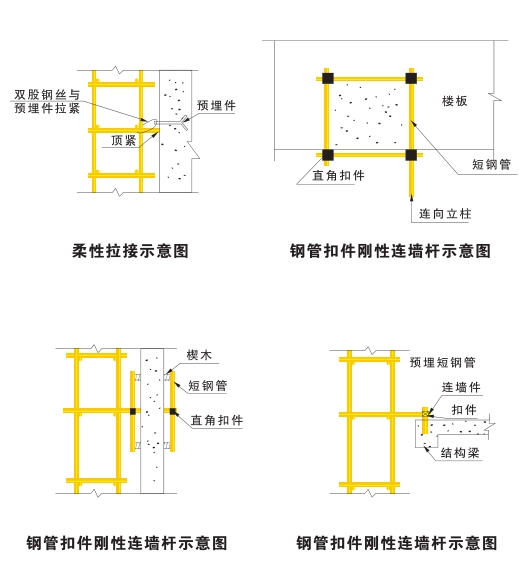 双股钢丝与
预埋件拉紧
预埋件
顶紧
柔性拉接示意图
楼板
短钢管
直角扣件
连向立柱
钢管扣件刚性连墙杆示意图
楔木
短钢管
直角扣件
钢管扣件刚性连墙杆示意图
预埋短钢管
连墙件
扣件
结构梁
钢管扣件刚性连墙杆示意图